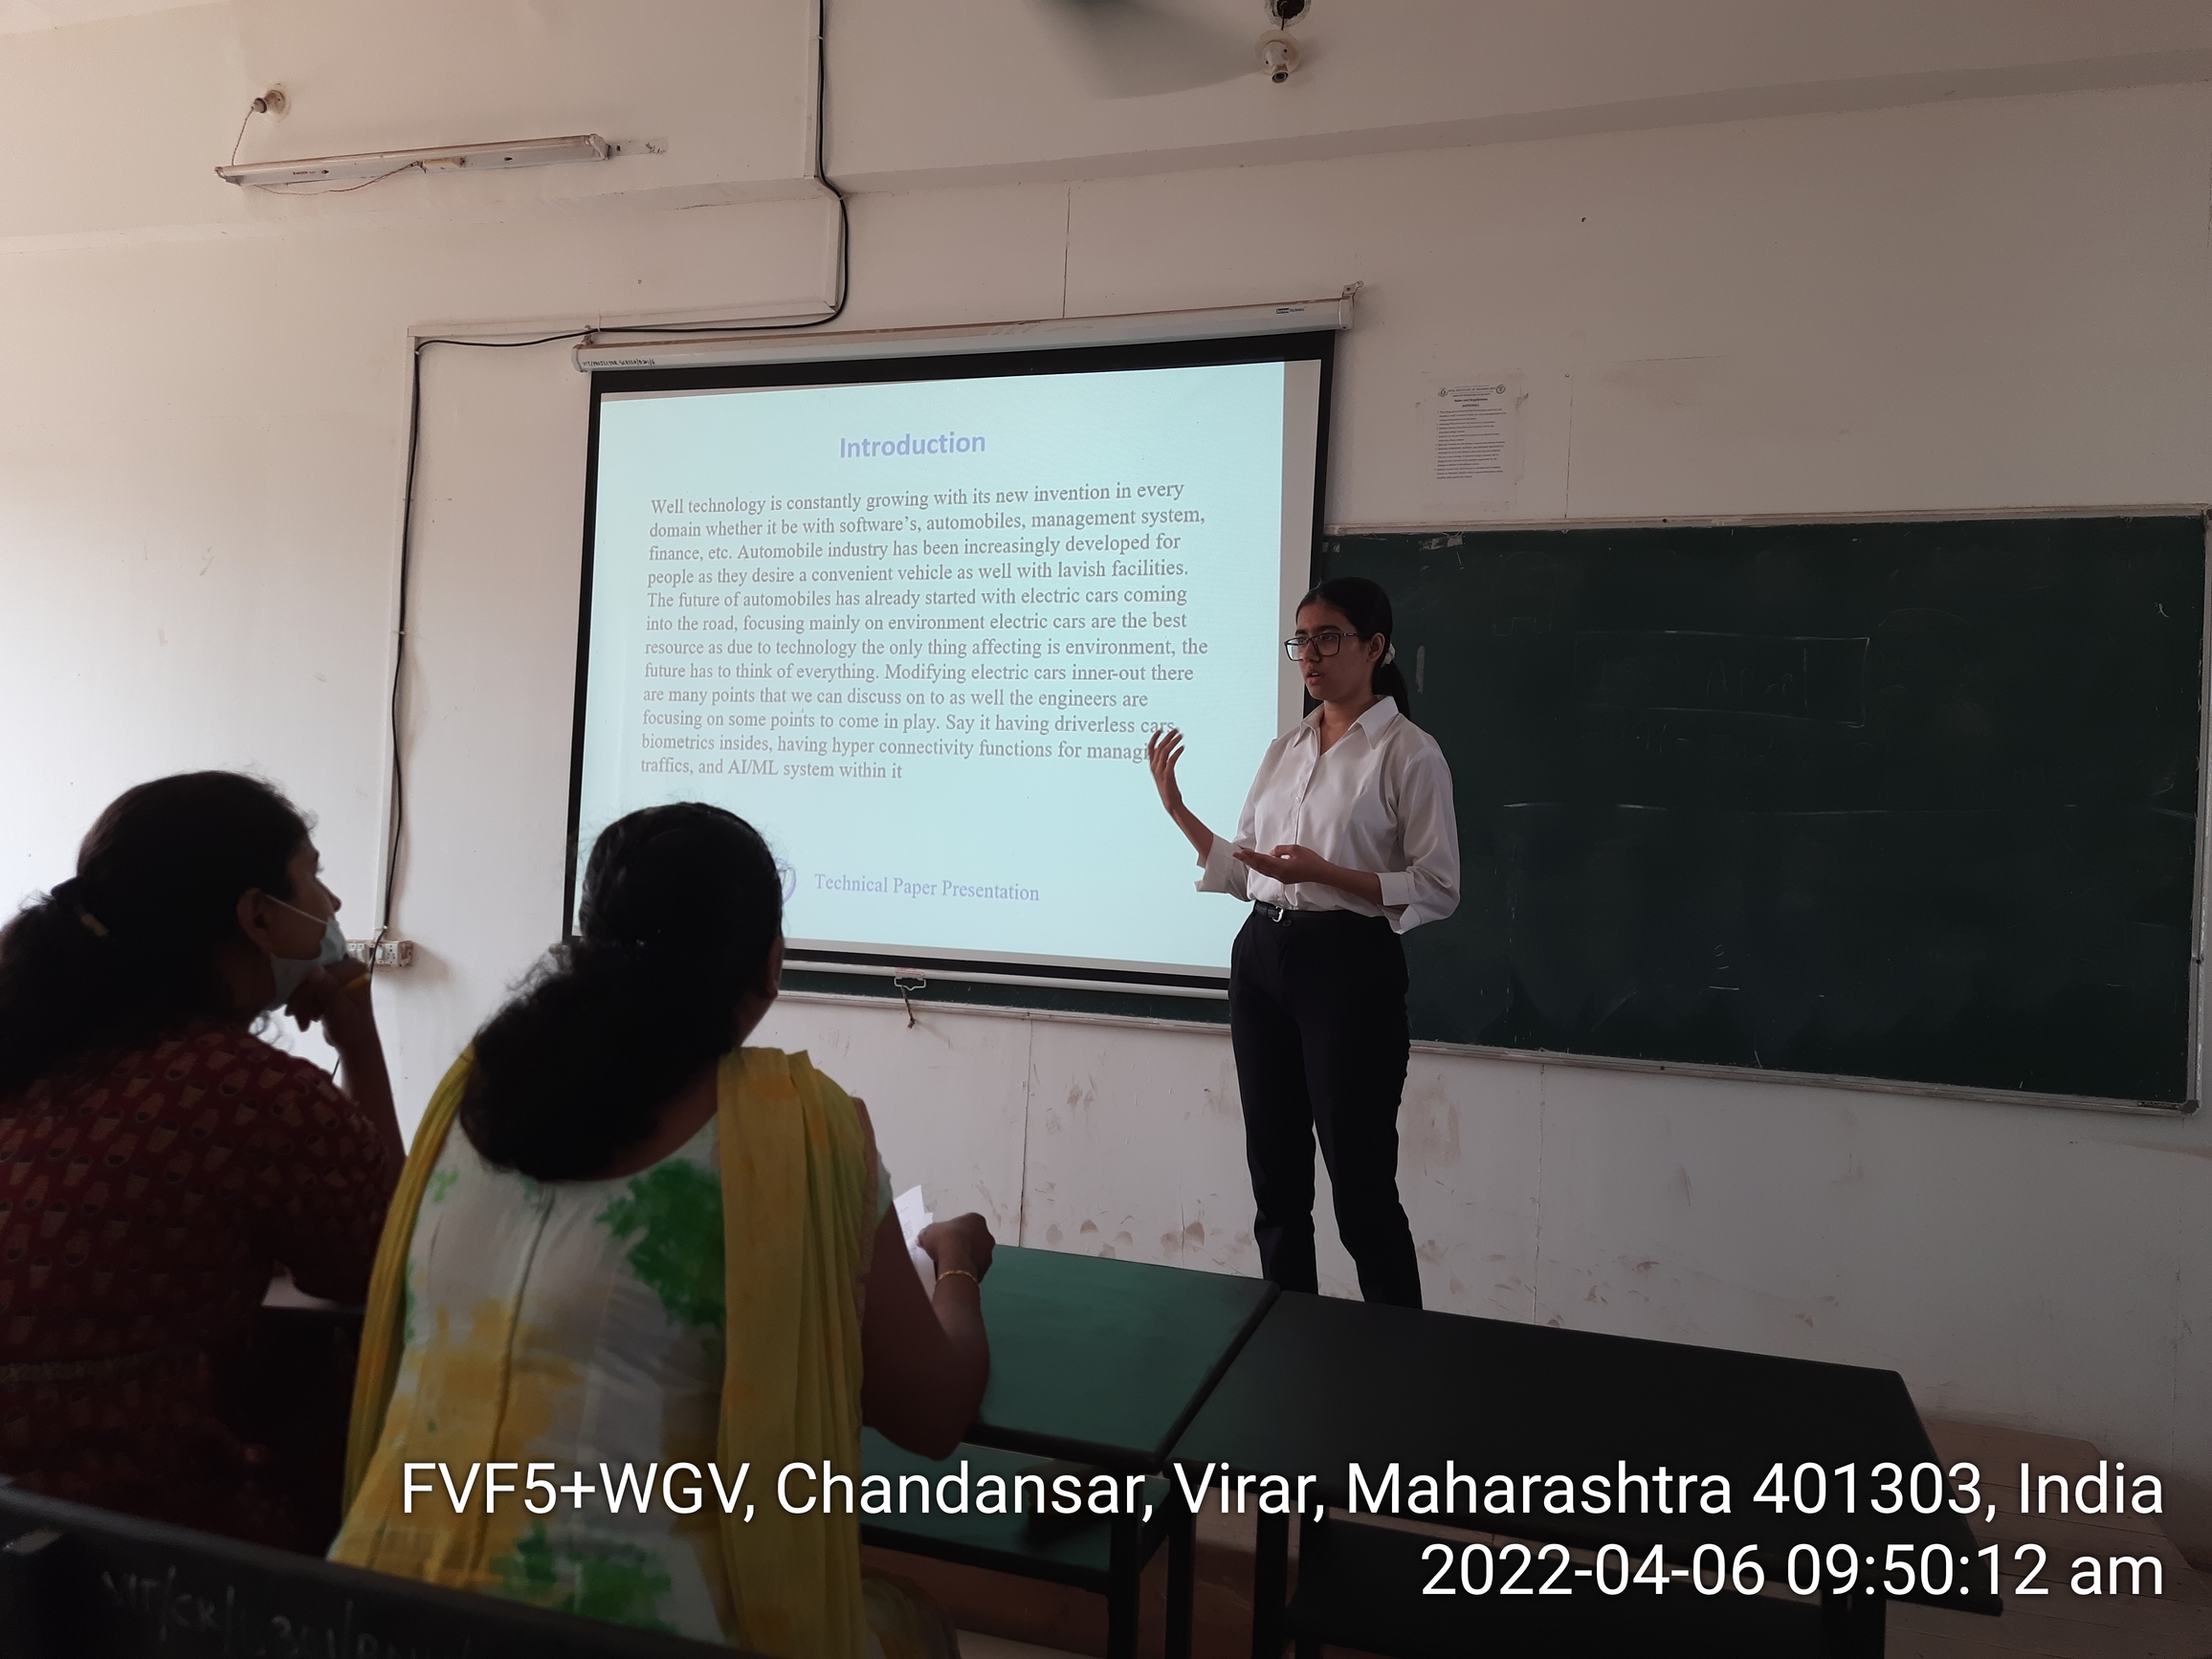 Introduction
Well technology is constantly growing with its new invention in every
domain whether it be with software's, automobiles, management system,
finance, etc. Automobile industry has been increasingly developed for
people as they desire a convenient vehicle as well with lavish facilities.
The future of automobiles has already started with electric cars coming
into the road, focusing mainly on environment electric cars are the best
resource as due to technology the only thing affecting is environment, the
future has to think of everything. Modifying electric cars inner-out there
are many points that we can discuss on to as well the engineers are
focusing on some points to come in play. Say it having driverless cars,
biometrics insides, having hyper connectivity functions for
traffics, and AI/ML system within it
Technical Paper Presentation
FVF5+WGV, Chandansar, Virar, Maharashtra 401303, India
2022-04-06 09:50:12 am